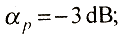 αₚ = −3 dB;